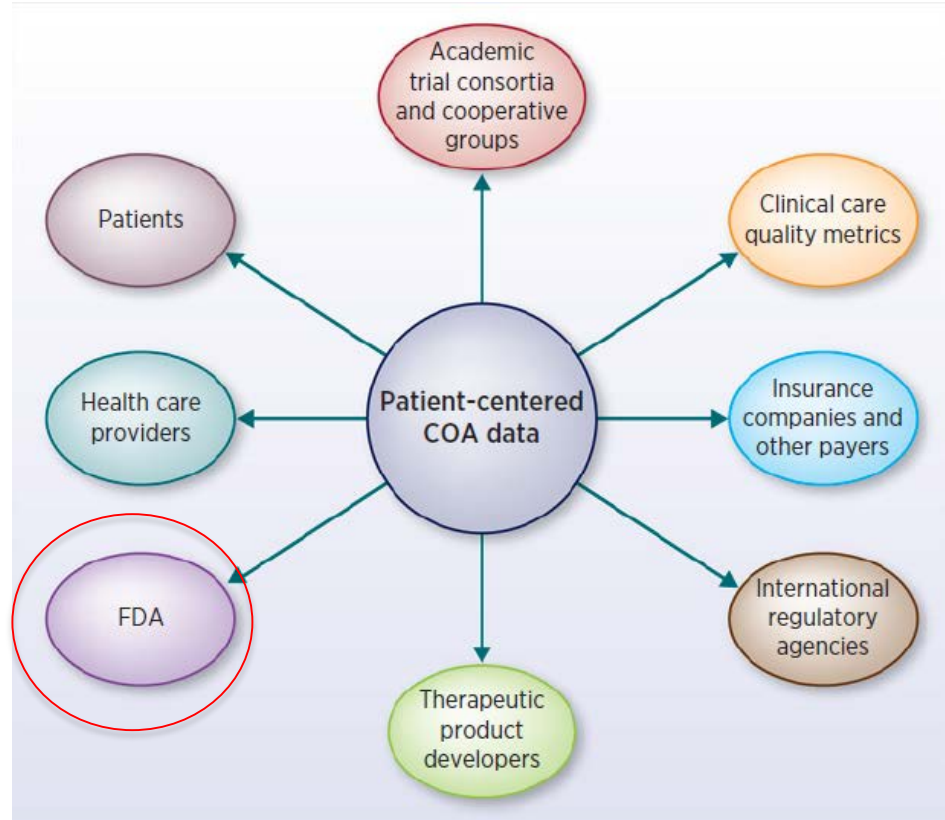 Academic
trial consortia
and cooperative
groups
Patients
Clinical care
quality metrics
Health care
providers
Patient-centered
COA data
Insurance
companies and
other payers
FDA
International
regulatory
agencies
Therapeutic
product
developers